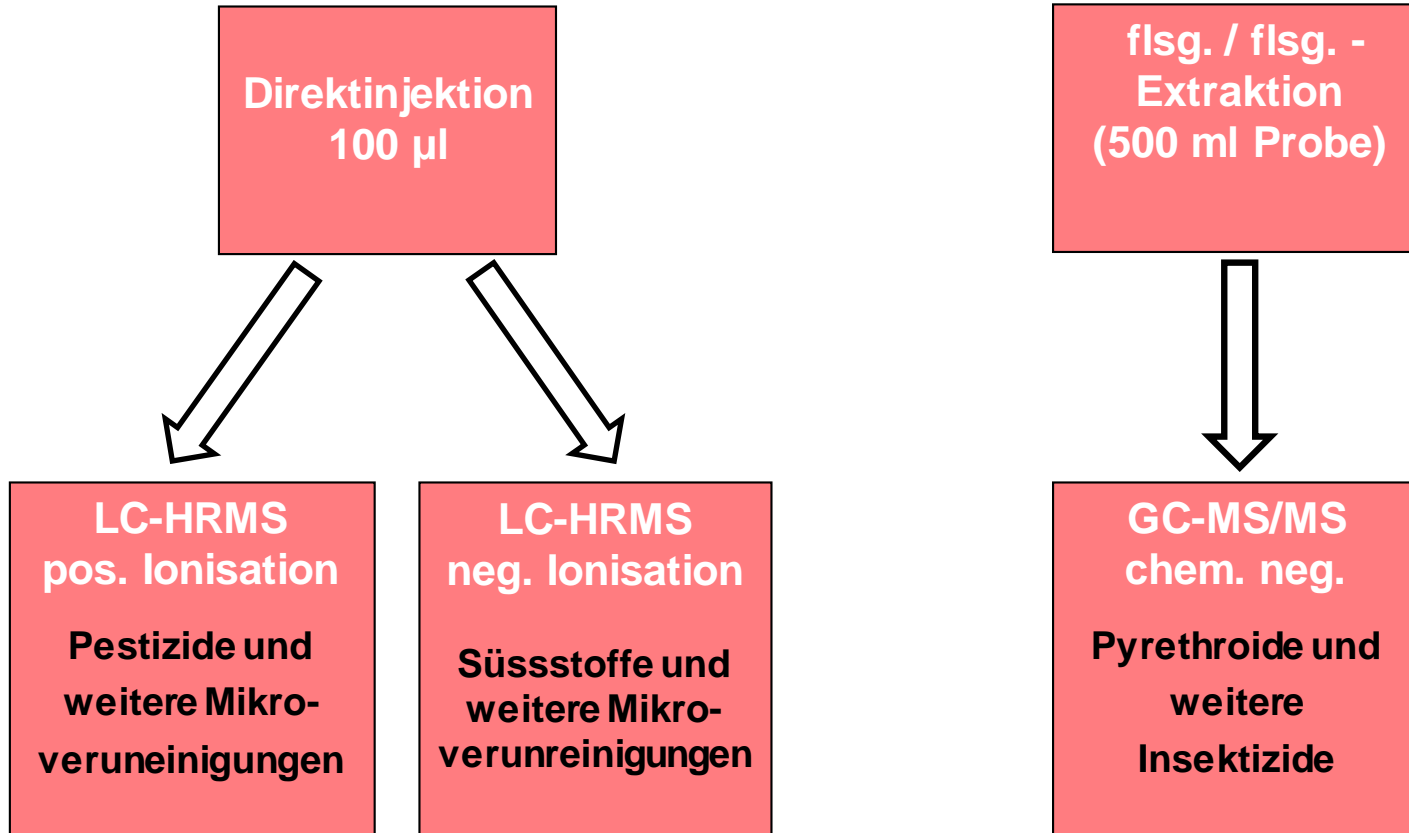 Direktinjektion
100 µl
flsg. / flsg. -
Extraktion
(500 ml Probe)
LC-HRMS
pos. Ionisation
Pestizide und
weitere Mikro-
veruneinigungen
LC-HRMS
neg. Ionisation
Süssstoffe und
weitere Mikro-
verunreinigungen
GC-MS/MS
chem. neg.
Pyrethroide und
weitere
Insektizide